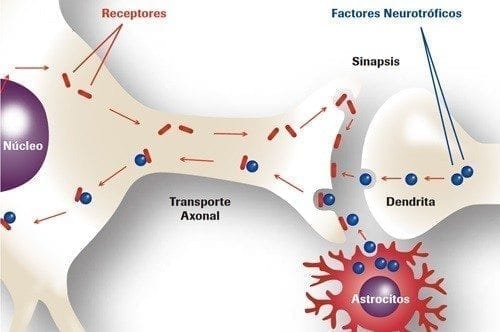 Receptores
Factores Neurotróficos
Sinapsis
Núcleo
Transporte
Axonal
Dendrita
Astrocitos